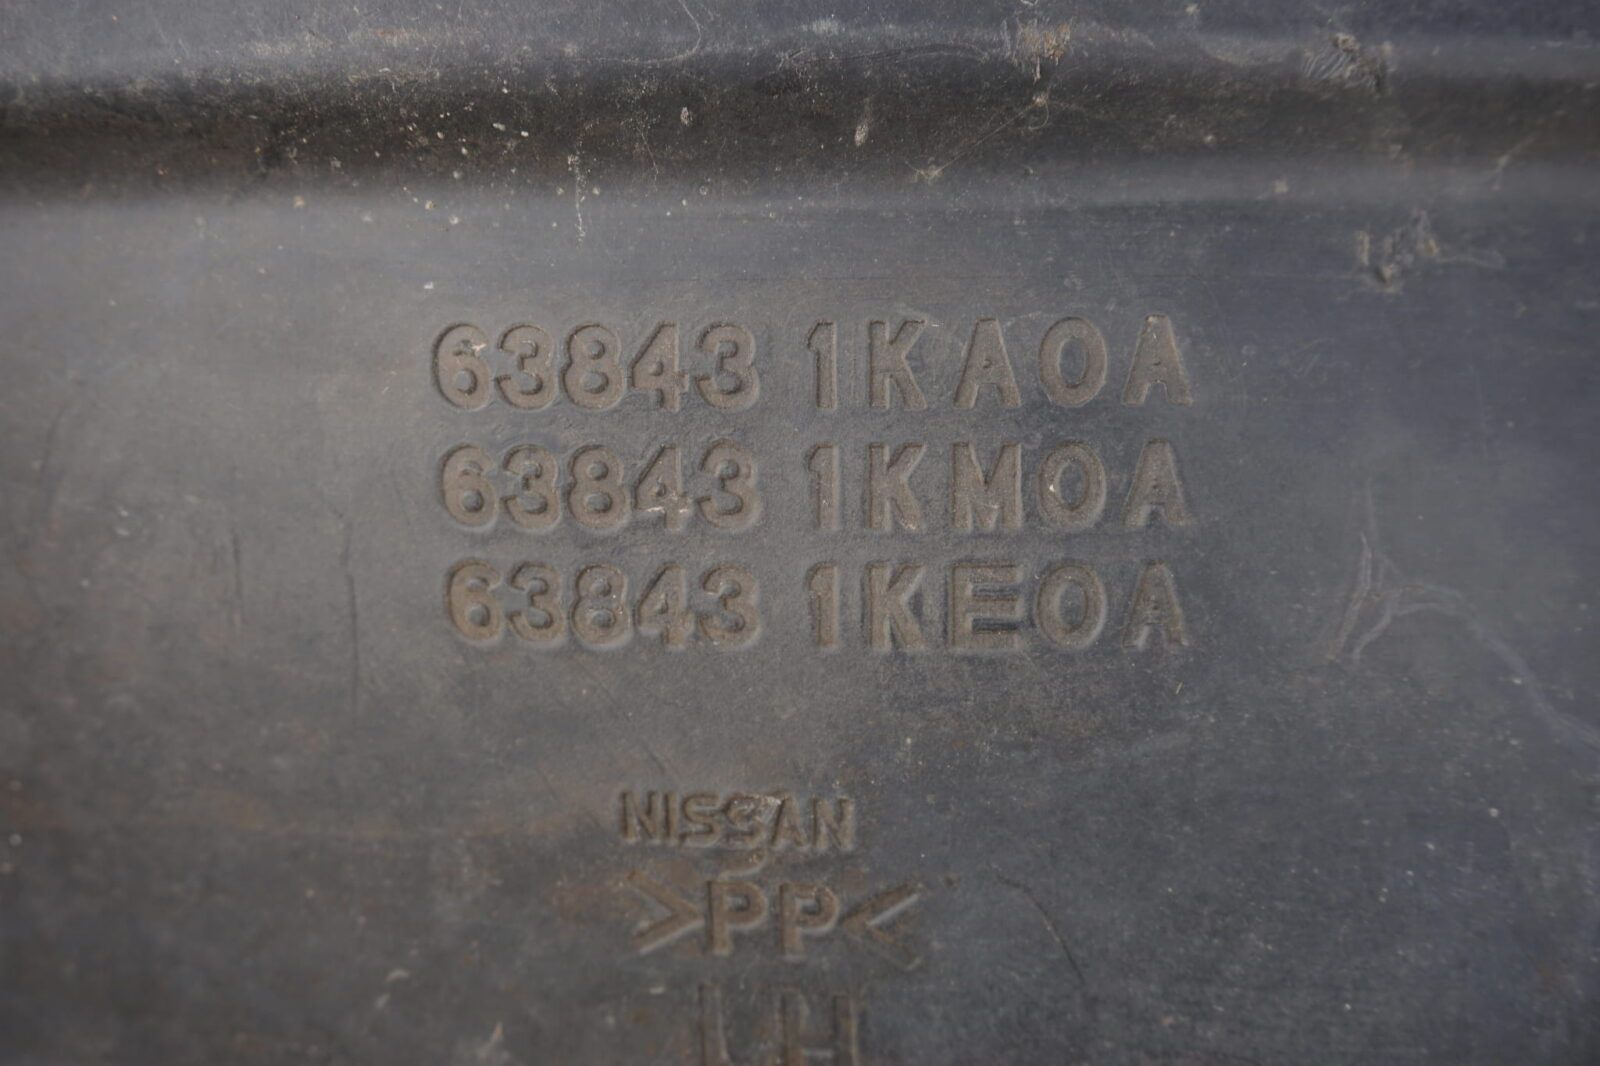 63843 1KA0A
63843 1KM0A
63843 1KE0A
NISSAN
>PP<
LH